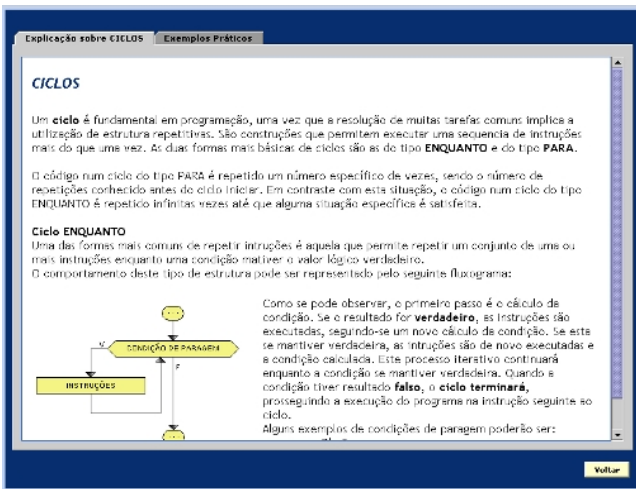 Explicação sobre CICLOS Exemplos Práticos
CICLOS
Um ciclo é fundamental em programação, uma vez que a resolução de muitas tarefas comuns implica a
utilização de estrutura repetitivas. São construções que permitem executar uma sequencia de instruções
mais do que uma vez. As duas formas mais básicas de ciclos são as do tipo ENQUANTO e do tipo PARA.
O código num ciclo do tipo PARA é repetido um número específico de vezes, sendo o número de
repetições conhecido antes do ciclo iniciar. Em contraste com esta situação, o código num ciclo do tipo
ENQUANTO é repetido infinitas vezes até que alguma situação específica é satisfeita.
Ciclo ENQUANTO
Uma das formas mais comuns de repetir intruções é aquela que permite repetir um conjunto de uma ou
mais instruções enquanto uma condição mativer o valor lógico verdadeiro.
O comportamento deste tipo de estrutura pode ser representado pelo seguinte fluxograma:
Como se pode observar, o primeiro passo é o cálculo da
condição. Se o resultado for verdadeiro, as instruções são
executadas, seguindo-se um novo cálculo da condição. Se esta
se mantiver verdadeira, as intruções são de novo executadas e
a condição calculada. Este processo iterativo continuará
enquanto a condição se mantiver verdadeira. Quando a
condição tiver resultado falso, o ciclo terminará,
prosseguindo a execução do programa na instrução seguinte ao
ciclo.
Alguns exemplos de condições de paragem poderão ser:
...
V CONDIÇÃO DE PARAGEM
F
INSTRUÇÕES
...
Voltar